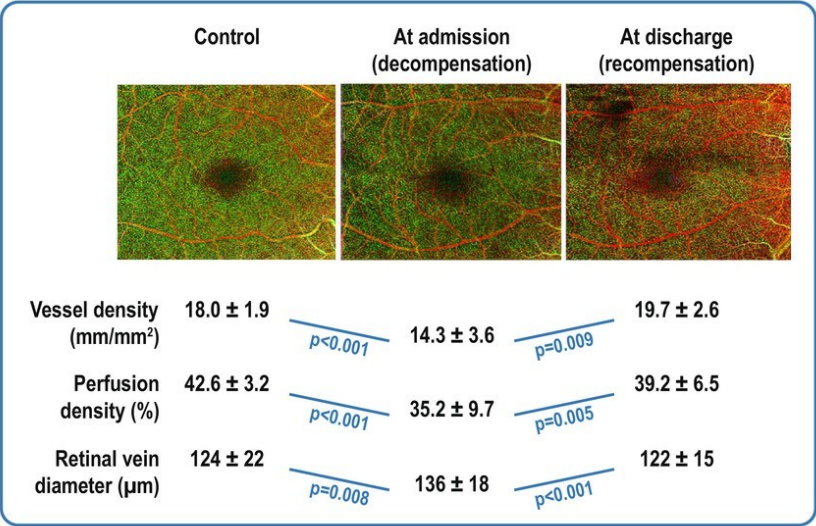 Control
At admission
(decompensation)
At discharge
(recompensation)
Vessel density
(mm/mm²)
18.0 ± 1.9
p<0.001
14.3 ± 3.6
p=0.009
19.7 ± 2.6
Perfusion
density (%)
42.6 ± 3.2
p<0.001
35.2 ± 9.7
p=0.005
39.2 ± 6.5
Retinal vein
diameter (µm)
124 ± 22
p=0.008
136 ± 18
p<0.001
122 ± 15